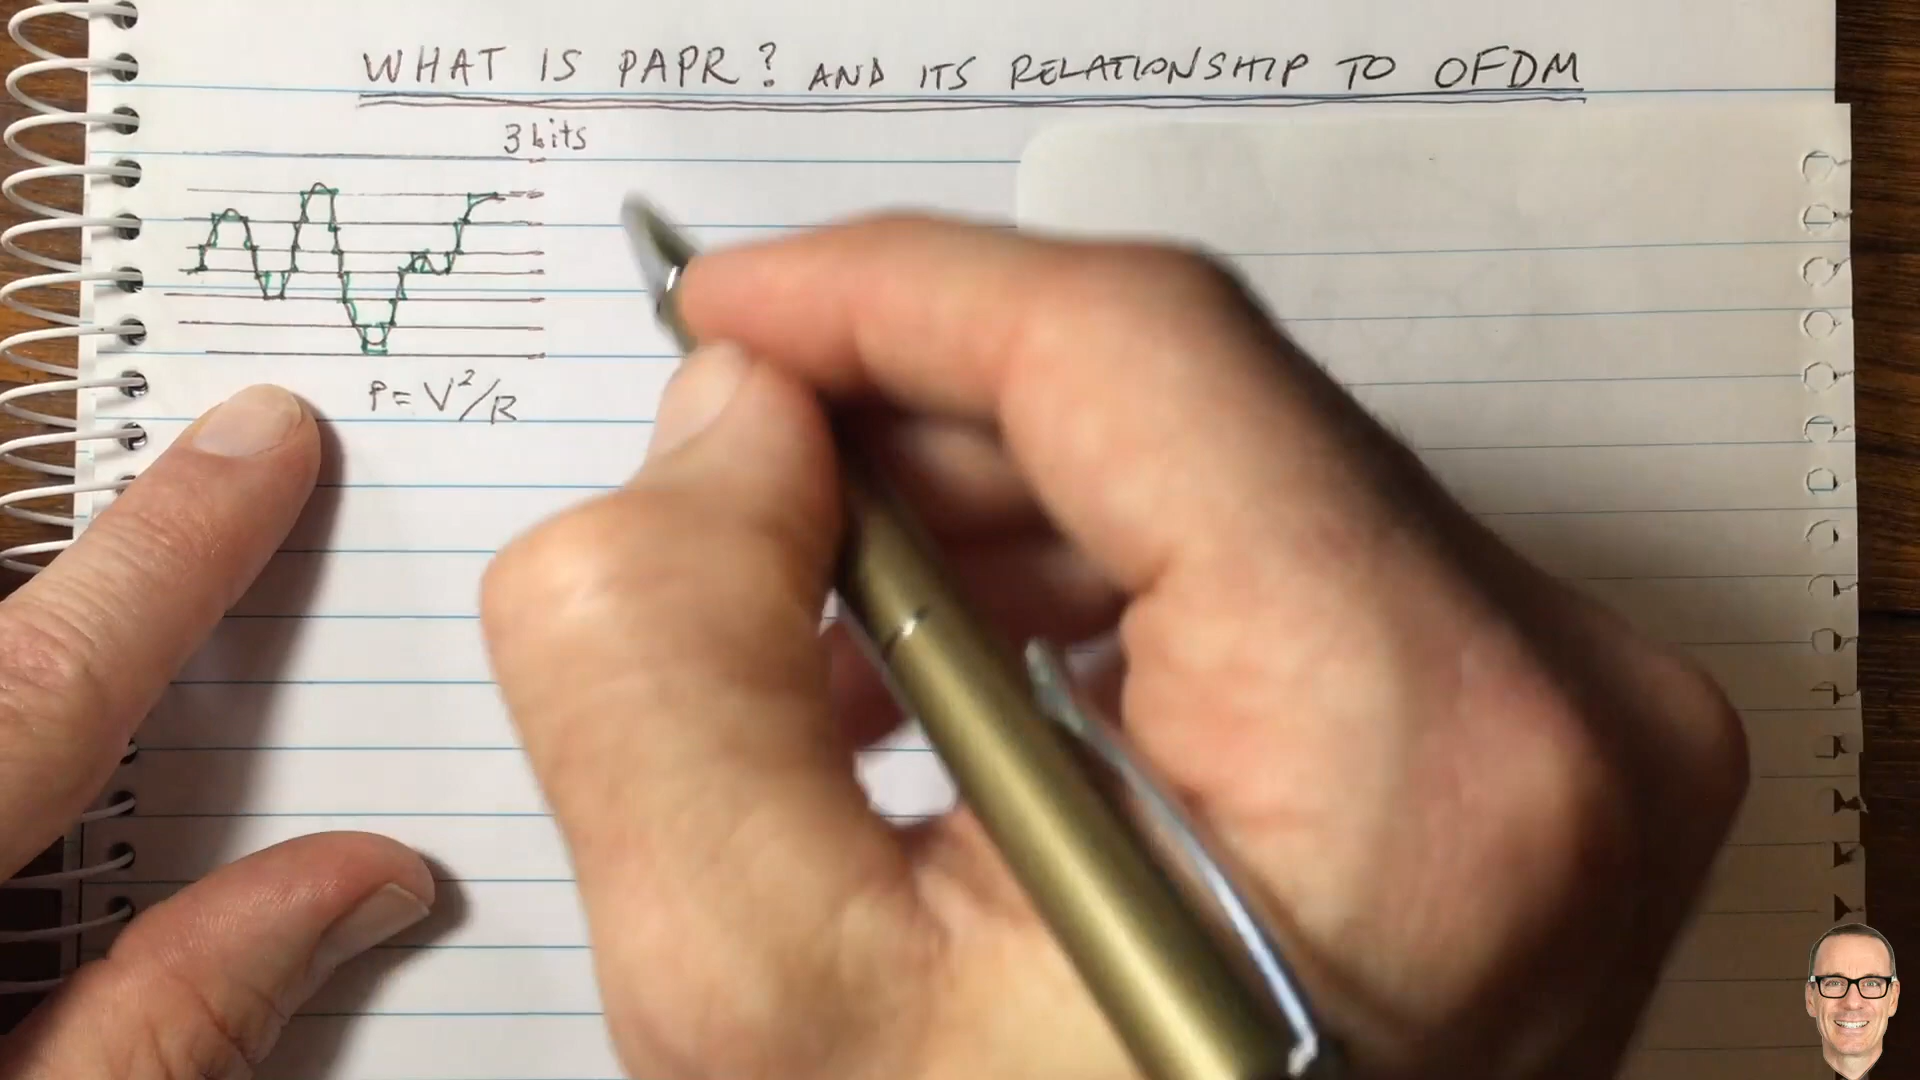 WHAT IS PAPR? AND ITS RELATIONSHIP TO OFDM
3 bits
P = V²/R